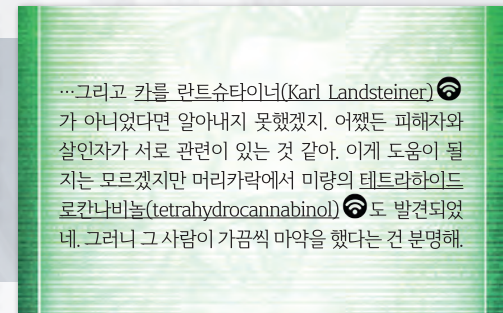 …그리고 카를 란트슈타이너(Karl Landsteiner)
가 아니었다면 알아내지 못했겠지. 어쨌든 피해자와
살인자가 서로 관련이 있는 것 같아. 이게 도움이 될
지는 모르겠지만 머리카락에서 미량의 테트라하이드
로칸나비놀(tetrahydrocannabinol)도 발견되었
네. 그러니 그 사람이 가끔씩 마약을 했다는 건 분명해.